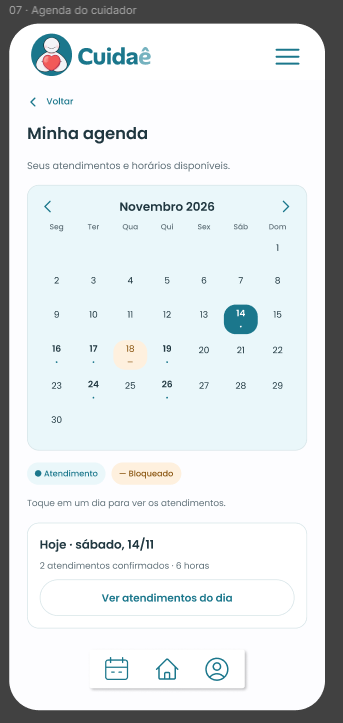 07 · Agenda do cuidador
Cuidaê
Voltar
Minha agenda
Seus atendimentos e horários disponíveis.
Novembro 2026
Seg Ter Qua Qui Sex Sáb Dom
1
2 3 4 5 6 7 8
9 10 11 12 13 14 15
16 17 18 19 20 21 22
23 24 25 26 27 28 29
30
Atendimento — Bloqueado
Toque em um dia para ver os atendimentos.
Hoje · sábado, 14/11
2 atendimentos confirmados · 6 horas
Ver atendimentos do dia